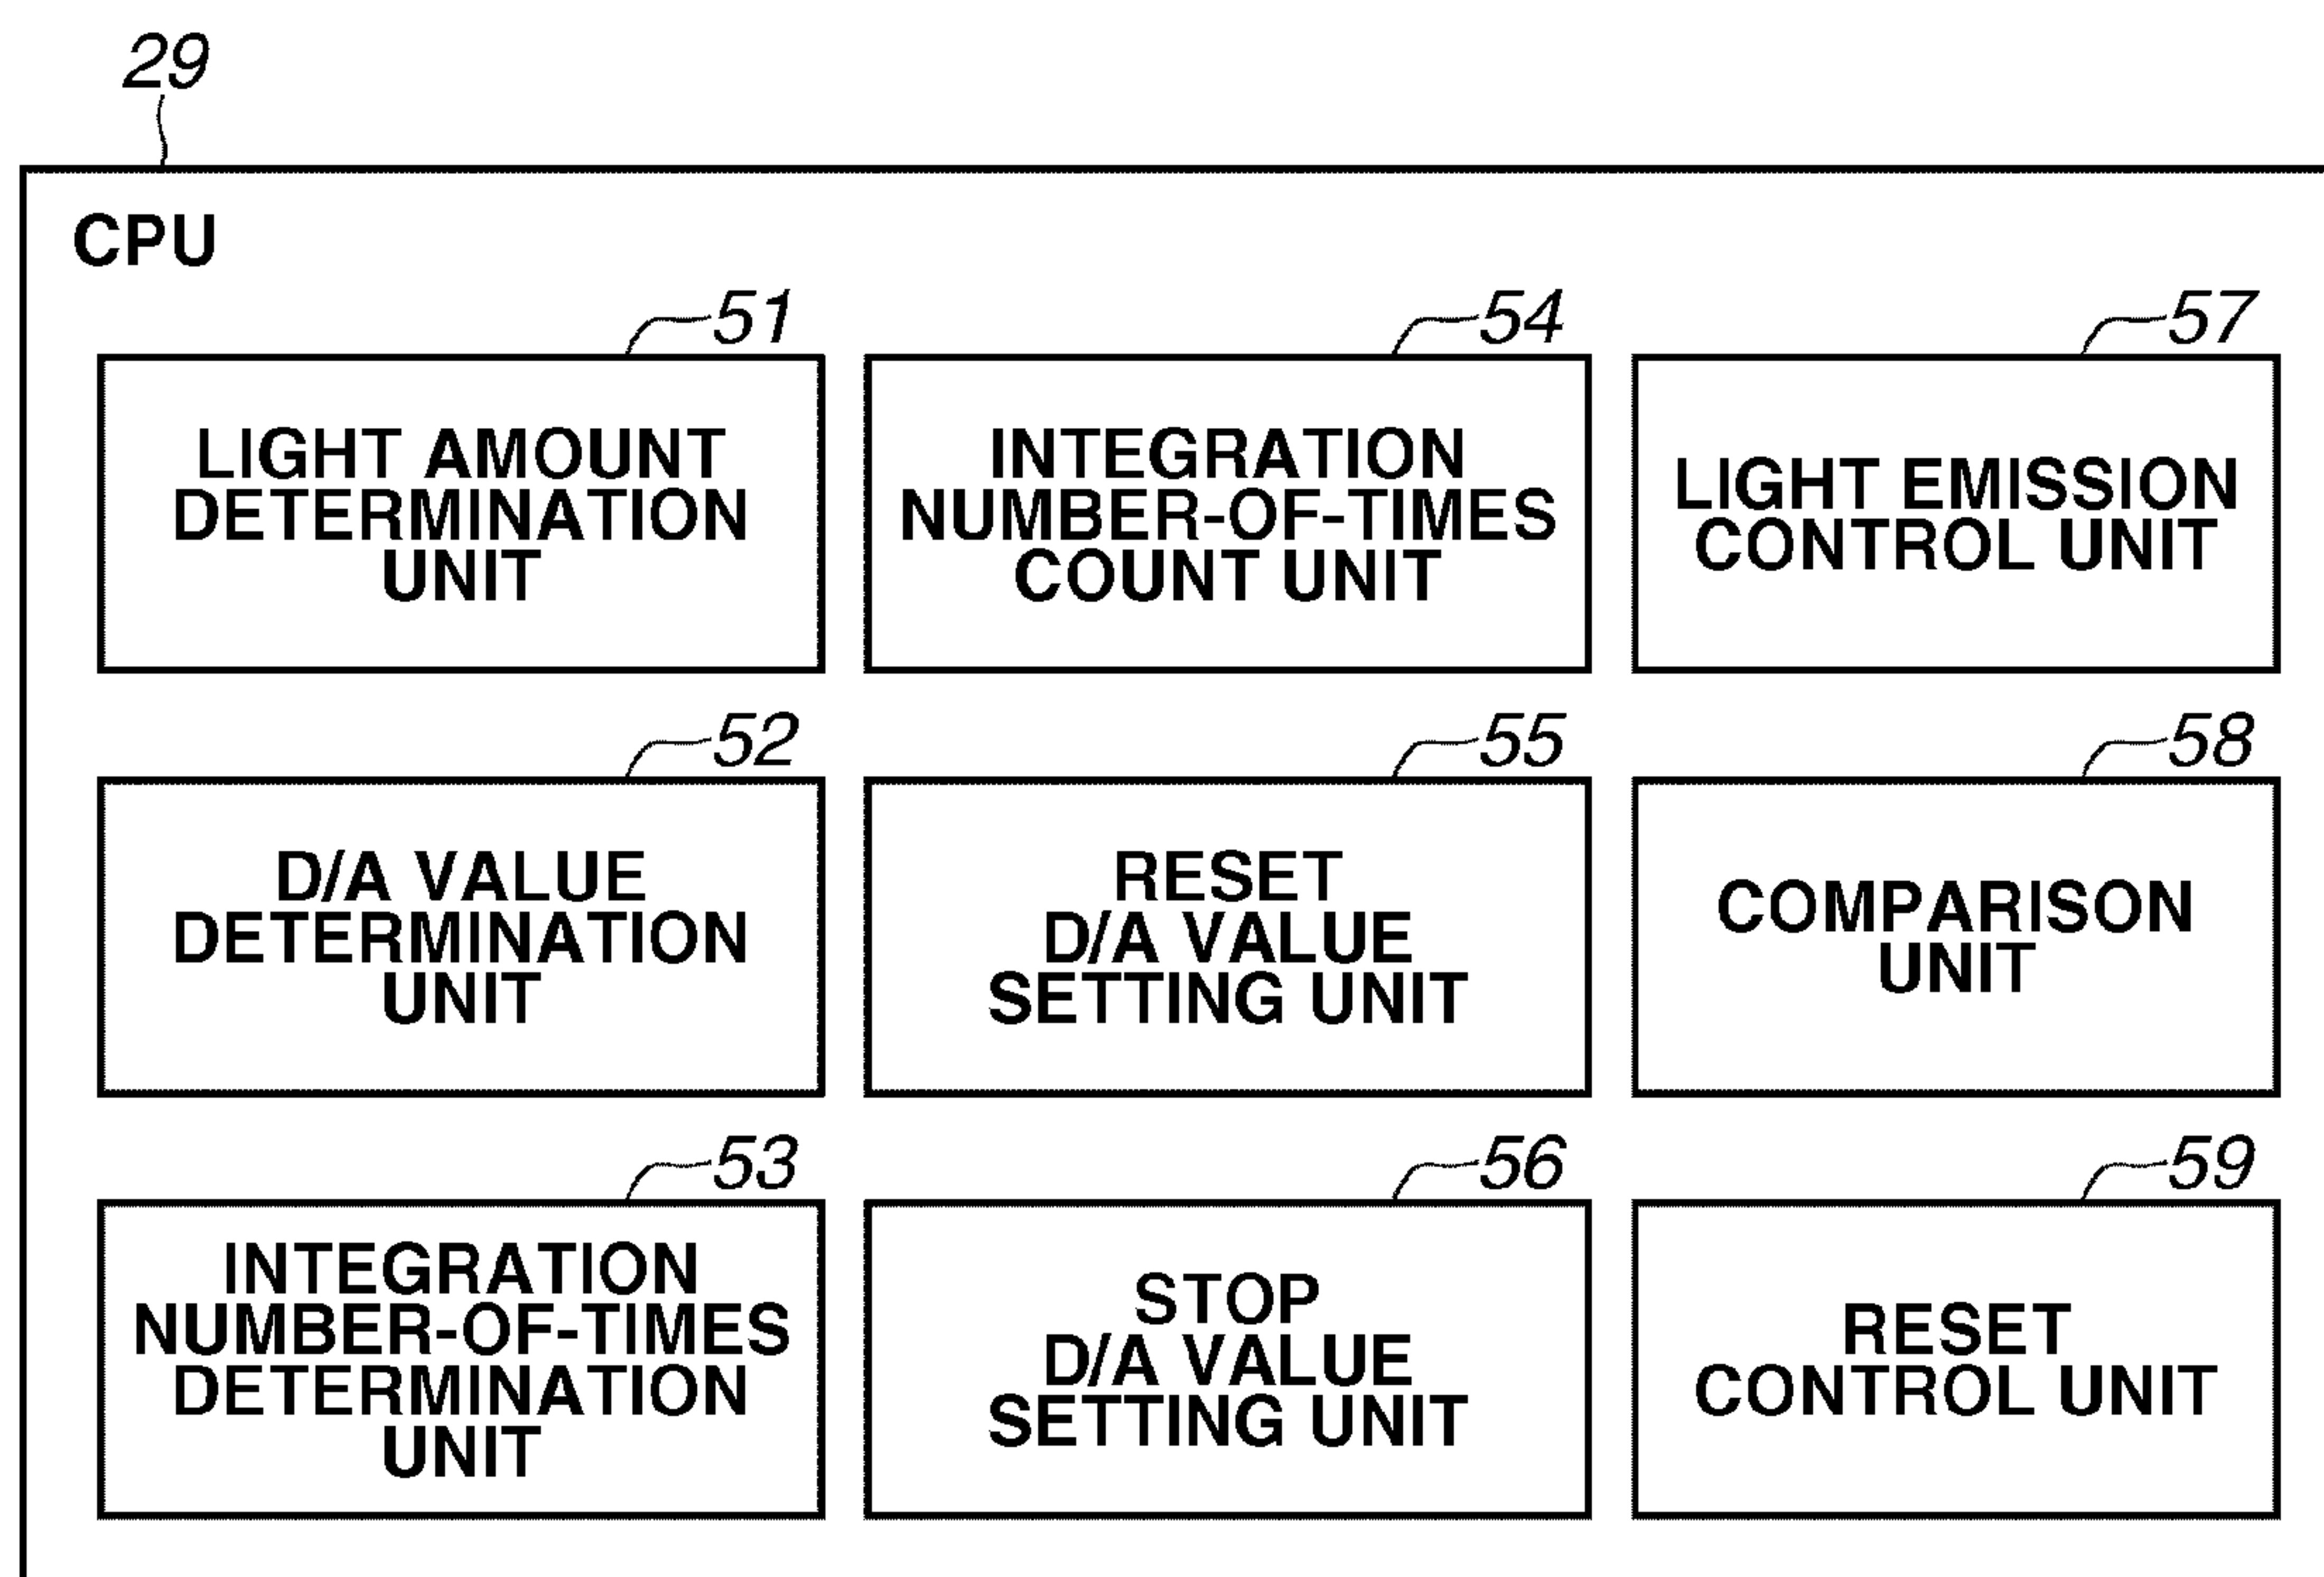 29
CPU
51
LIGHT AMOUNT
DETERMINATION
UNIT
54
INTEGRATION
NUMBER-OF-TIMES
COUNT UNIT
57
LIGHT EMISSION
CONTROL UNIT
52
D/A VALUE
DETERMINATION
UNIT
55
RESET
D/A VALUE
SETTING UNIT
58
COMPARISON
UNIT
53
INTEGRATION
NUMBER-OF-TIMES
DETERMINATION
UNIT
56
STOP
D/A VALUE
SETTING UNIT
59
RESET
CONTROL UNIT